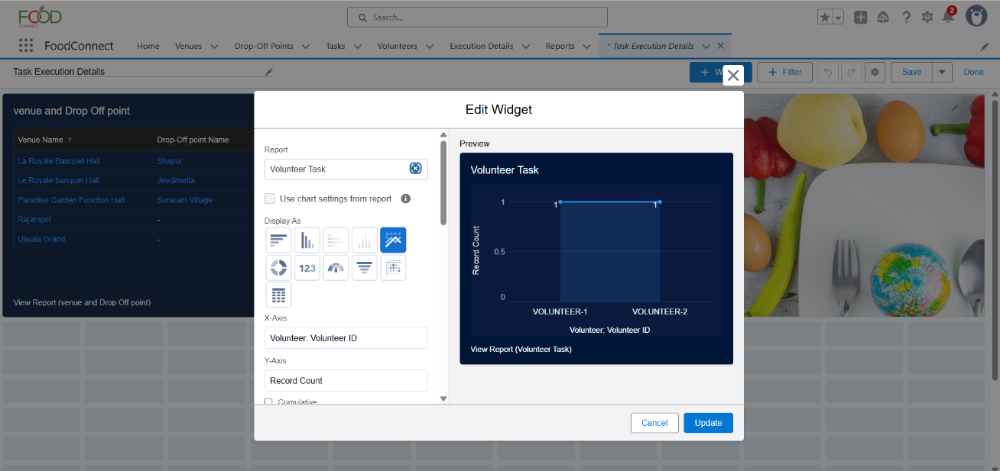 FOOD
CONNECT
Search...
2
FoodConnect
Home
Venues
Drop-Off Points
Tasks
Volunteers
Execution Details
Reports
* Task Execution Details
Task Execution Details
+ W
+ Filter
Save
Done
venue and Drop Off point
Venue Name ↑
Drop-Off point Name
La Royale Banquet Hall.
Shapur
Le Royale banquet Hall.
Jeedimetla
Paradise Garden Function Hall.
Suraram Village
Rajampet
-
Ujwala Grand
-
View Report (venue and Drop Off point)
Edit Widget
Report
Volunteer Task
Use chart settings from report
Display As
123
X-Axis
Volunteer: Volunteer ID
Y-Axis
Record Count
Cumulative
Preview
Volunteer Task
Record Count
1
0.5
0
1
1
VOLUNTEER-1
VOLUNTEER-2
Volunteer: Volunteer ID
View Report (Volunteer Task)
Cancel
Update